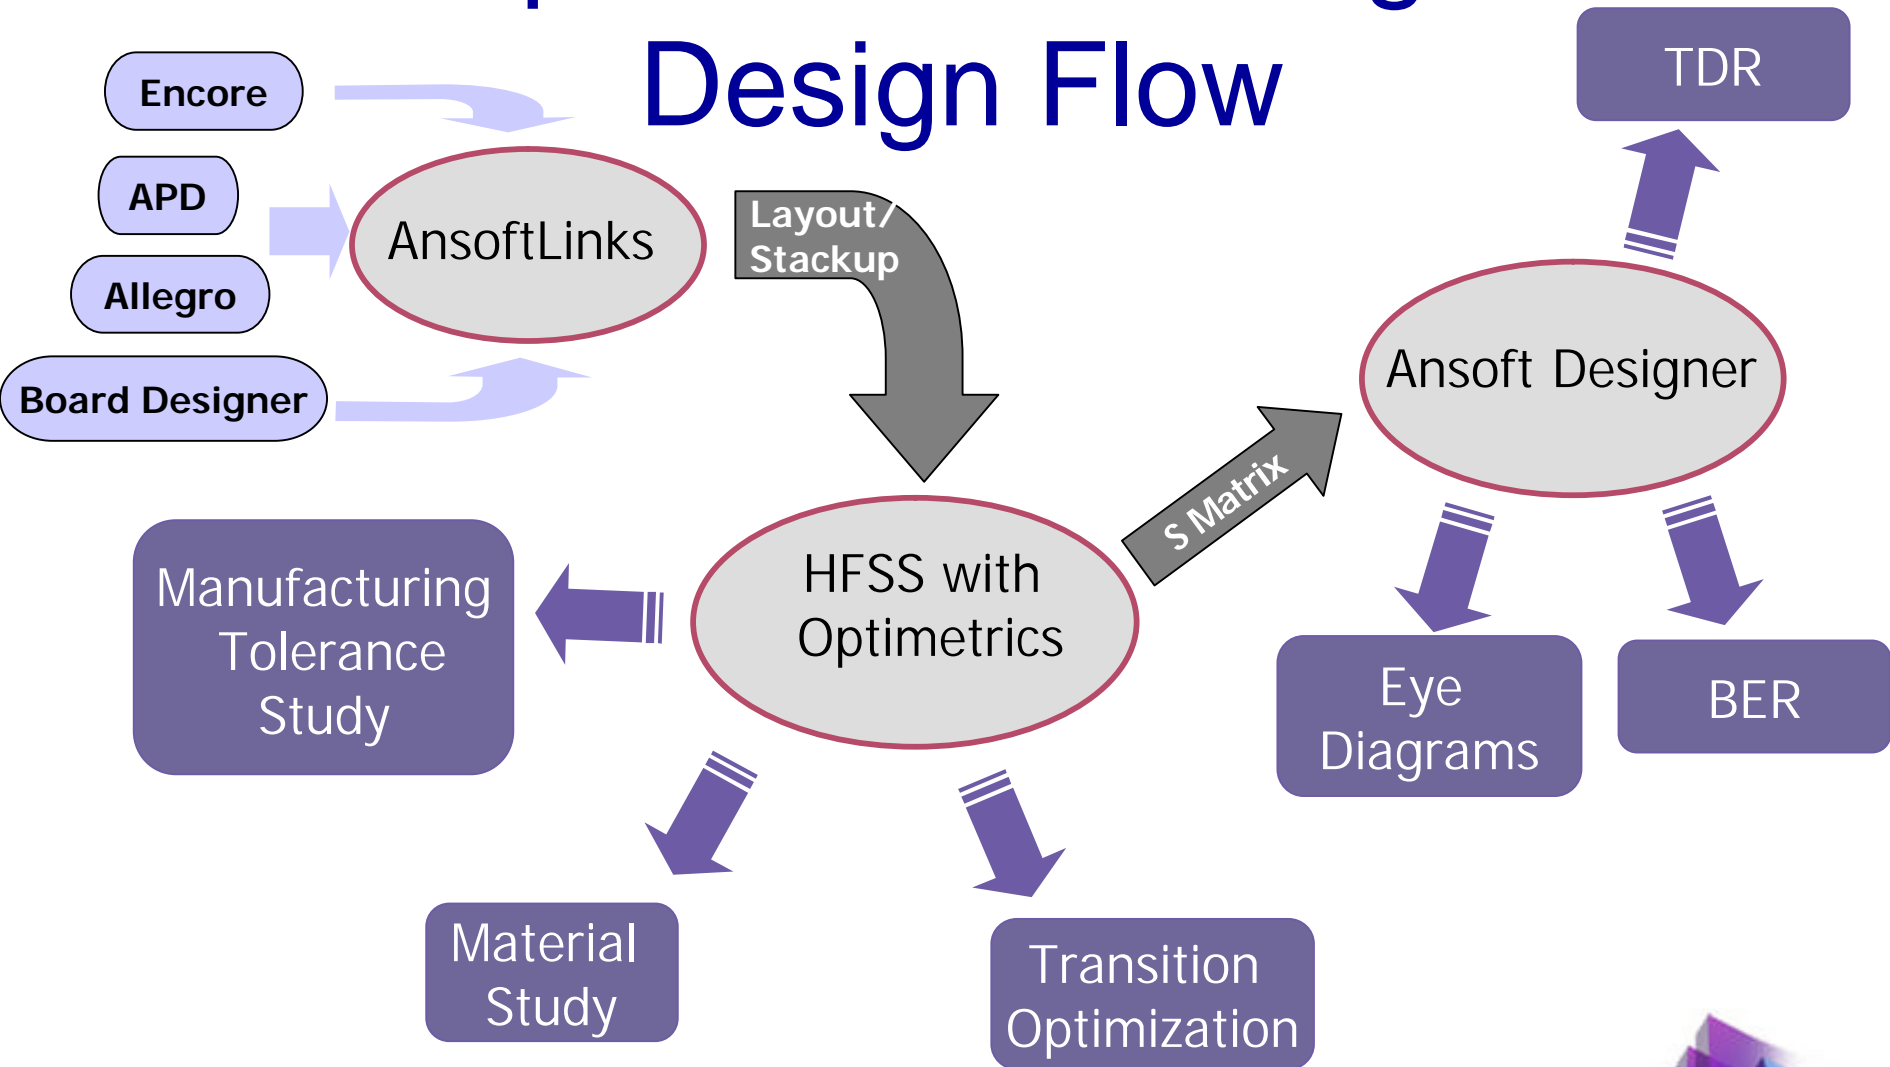 Design Flow
Encore
APD
Allegro
Board Designer
AnsoftLinks
Layout/
Stackup
HFSS with
Optimetrics
S Matrix
Ansoft Designer
TDR
Eye
Diagrams
BER
Manufacturing
Tolerance
Study
Material
Study
Transition
Optimization